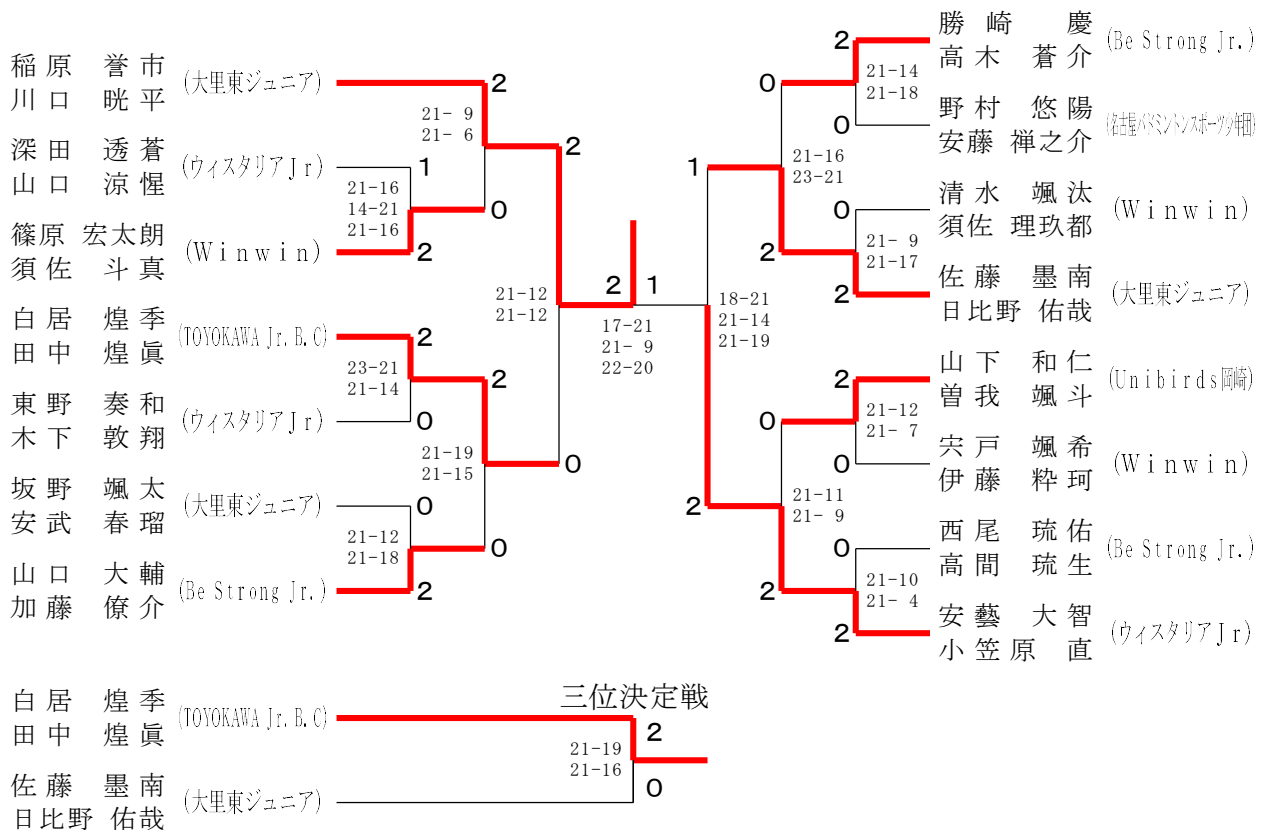 稲原 誉市
川口 晄平
(大里東ジュニア)
2
21- 9
21- 6
深田 透蒼
山口 涼惺
(ウィスタリアJr)
1
21-16
14-21
21-16
0
篠原 宏太朗
須佐 斗真
(Winwin)
2
2
21-12
21-12
白居 煌季
田中 煌眞
(TOYOKAWA Jr.B.C)
2
23-21
21-14
2
東野 奏和
木下 敦翔
(ウィスタリアJr)
0
21-19
21-15
0
坂野 颯太
安武 春瑠
(大里東ジュニア)
0
21-12
21-18
0
山口 大輔
加藤 僚介
(Be Strong Jr.)
2
2
1
17-21
21- 9
22-20
勝崎 慶
高木 蒼介
(Be Strong Jr.)
2
21-14
21-18
0
野村 悠陽
安藤 禅之介
(名古屋バドミントンスポーツ少年団)
0
21-16
23-21
1
清水 颯汰
須佐 理玖都
(Winwin)
0
21- 9
21-17
2
佐藤 墨南
日比野 佑哉
(大里東ジュニア)
2
18-21
21-14
21-19
山下 和仁
曽我 颯斗
(Unibirds岡崎)
2
21-12
21- 7
0
宍戸 颯希
伊藤 粋珂
(Winwin)
0
21-11
21- 9
2
西尾 琉佑
高間 琉生
(Be Strong Jr.)
0
21-10
21- 4
2
安藝 大智
小笠原 直
(ウィスタリアJr)
2
三位決定戦
白居 煌季
田中 煌眞
(TOYOKAWA Jr.B.C)
2
21-19
21-16
佐藤 墨南
日比野 佑哉
(大里東ジュニア)
0